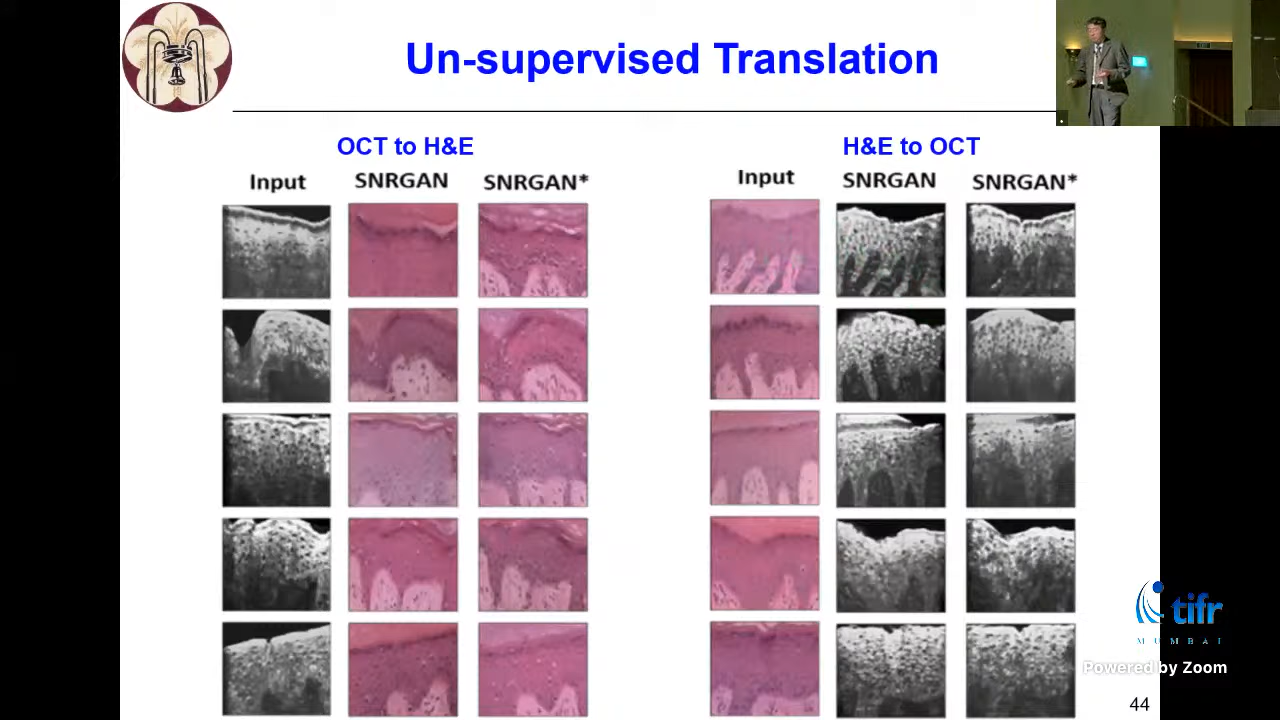 Un-supervised Translation
OCT to H&E
Input SNRGAN SNRGAN*
H&E to OCT
Input SNRGAN SNRGAN*
tifr
MUMBAI
Powered by Zoom
44